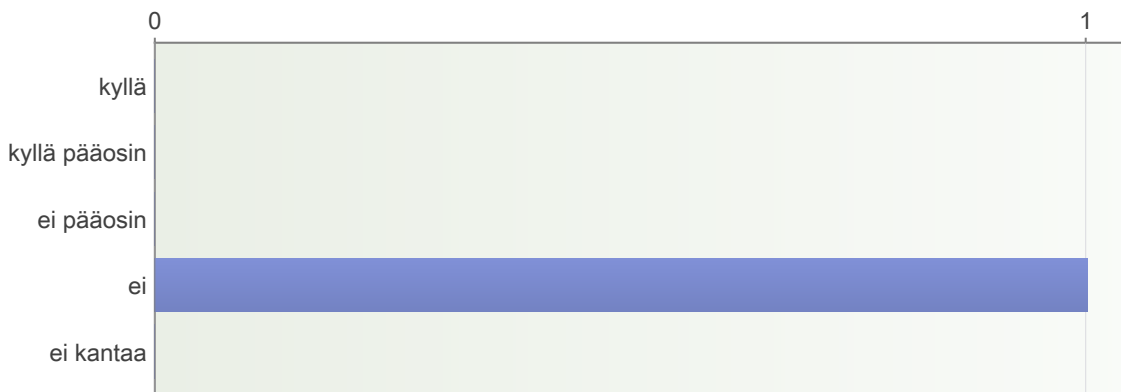 0 1
kyllä
kyllä pääosin
ei pääosin
ei
ei kantaa